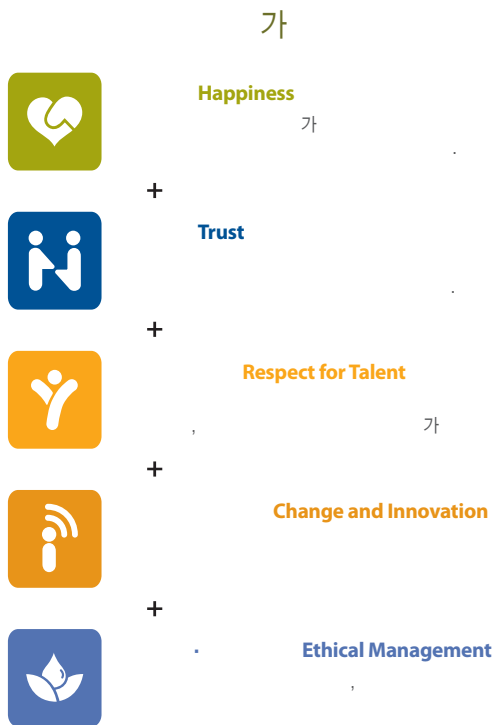 가
Happiness
가
.
+
Trust
.
+
Respect for Talent
, 가
+
Change and Innovation
+
· Ethical Management
,